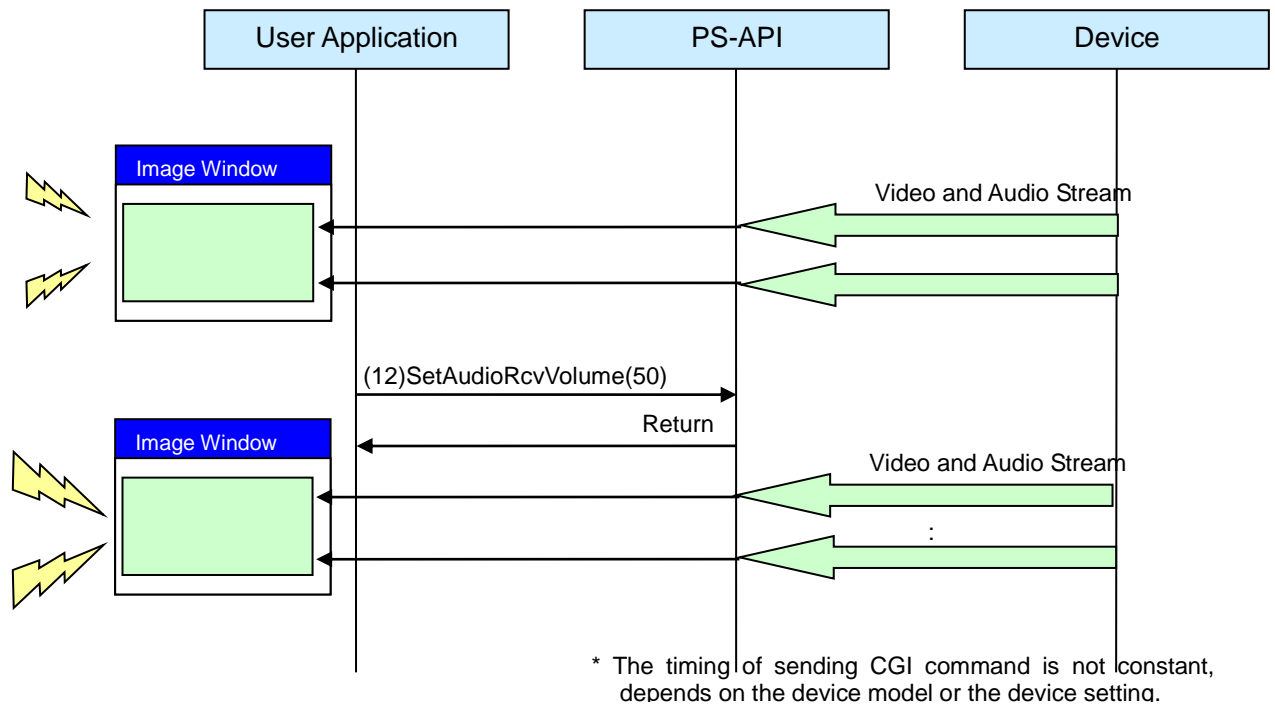 User Application
PS-API
Device
Image Window
Video and Audio Stream
(12)SetAudioRcvVolume(50)
Return
Image Window
Video and Audio Stream
:
* The timing of sending CGI command is not constant,
depends on the device model or the device setting.